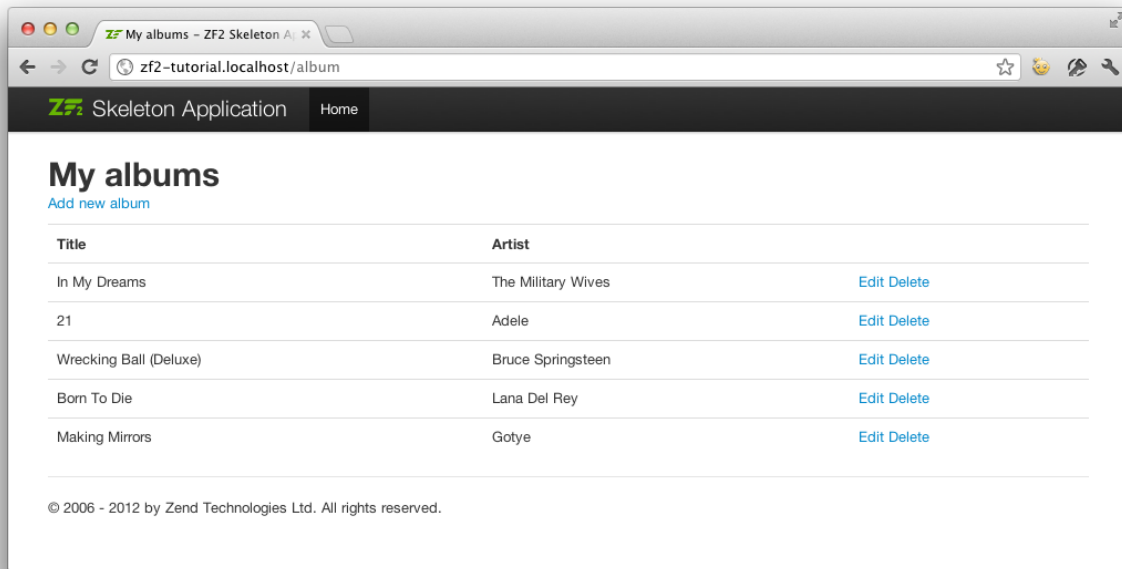 ZF2 My albums – ZF2 Skeleton Ap
zf2-tutorial.localhost/album
ZF2 Skeleton Application Home
My albums
Add new album
Title Artist
In My Dreams The Military Wives Edit Delete
21 Adele Edit Delete
Wrecking Ball (Deluxe) Bruce Springsteen Edit Delete
Born To Die Lana Del Rey Edit Delete
Making Mirrors Gotye Edit Delete
© 2006 - 2012 by Zend Technologies Ltd. All rights reserved.